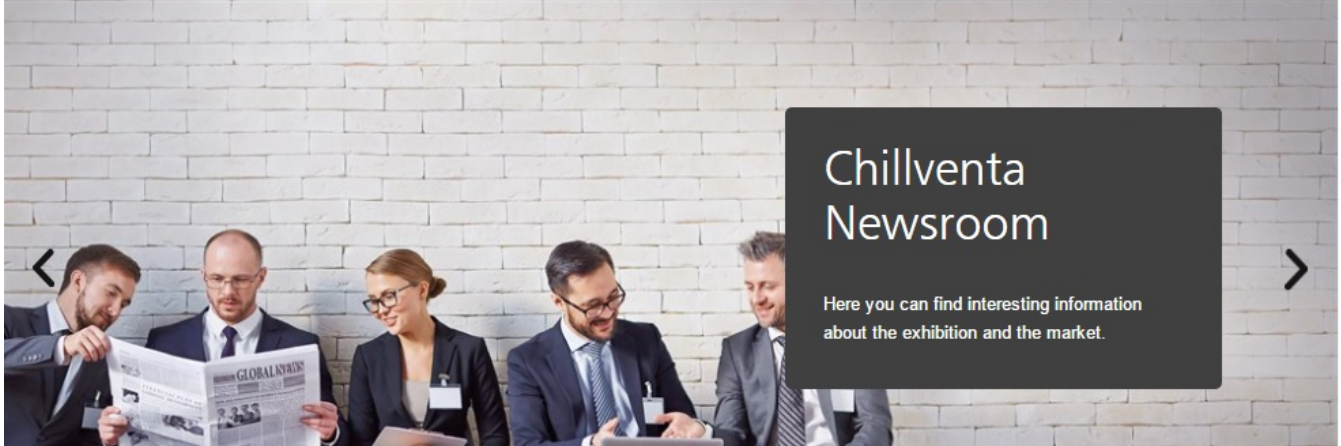 Chillventa
Newsroom
Here you can find interesting information
about the exhibition and the market.
GLOBAL NEWS